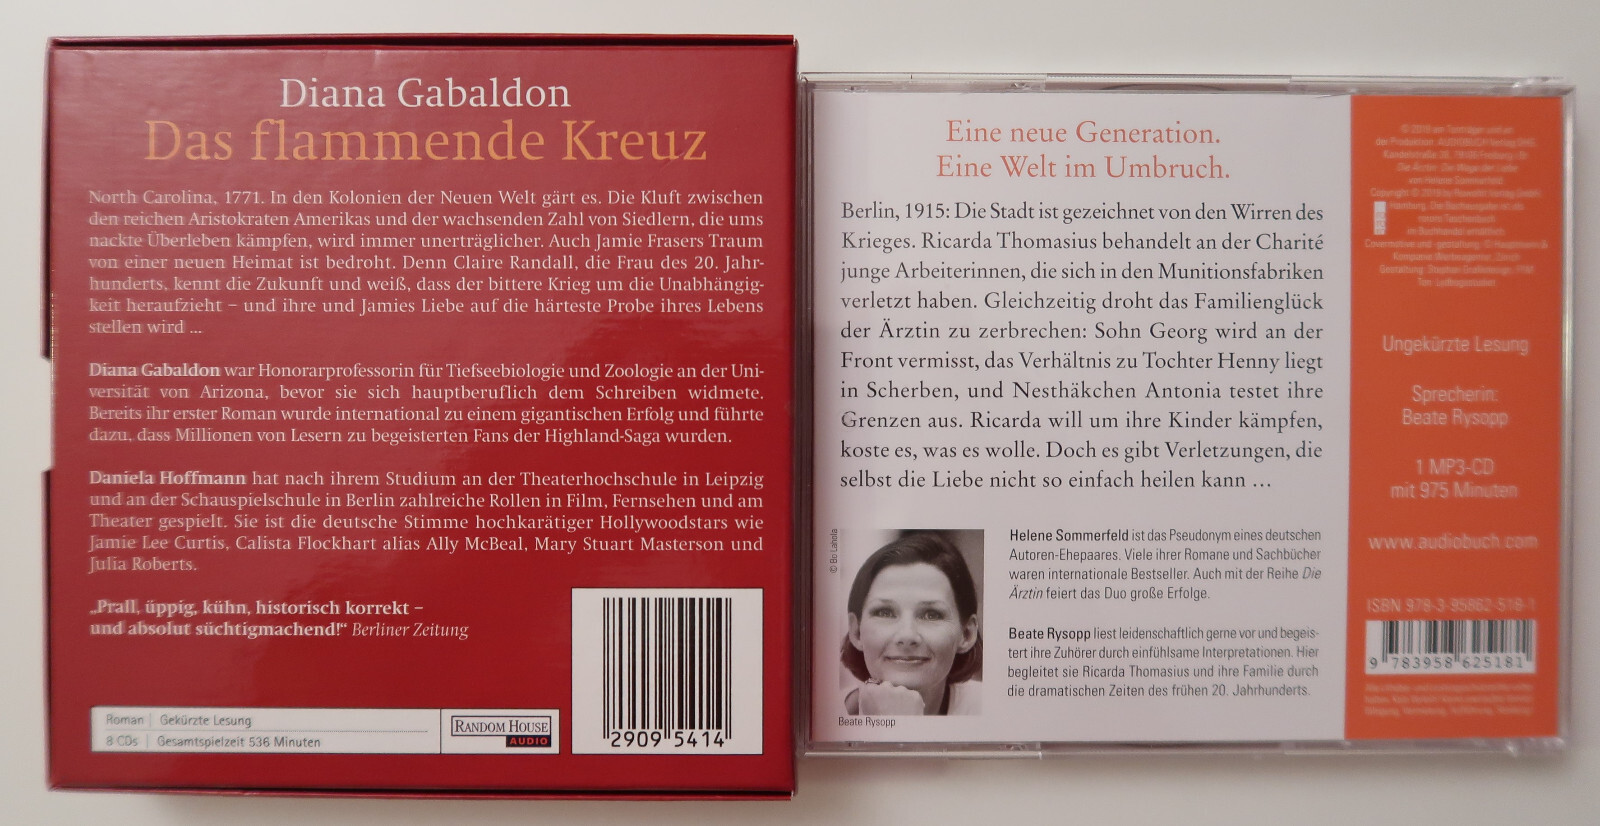 Diana Gabaldon
Das flammende Kreuz
North Carolina, 1771. In den Kolonien der Neuen Welt gärt es. Die Kluft zwischen
den reichen Aristokraten Amerikas und der wachsenden Zahl von Siedlern, die ums
nackte Überleben kämpfen, wird immer unerträglicher. Auch Jamie Frasers Traum
von einer neuen Heimat ist bedroht. Denn Claire Randall, die Frau des 20. Jahr-
hunderts, kennt die Zukunft und weiß, dass der bittere Krieg um die Unabhängig-
keit heraufzieht – und ihre und Jamies Liebe auf die härteste Probe ihres Lebens
stellen wird ...
Diana Gabaldon war Honorarprofessorin für Tiefseebiologie und Zoologie an der Uni-
versität von Arizona, bevor sie sich hauptberuflich dem Schreiben widmete.
Bereits ihr erster Roman wurde international zu einem gigantischen Erfolg und führte
dazu, dass Millionen von Lesern zu begeisterten Fans der Highland-Saga wurden.
Daniela Hoffmann hat nach ihrem Studium an der Theaterhochschule in Leipzig
und an der Schauspielschule in Berlin zahlreiche Rollen in Film, Fernsehen und am
Theater gespielt. Sie ist die deutsche Stimme hochkarätiger Hollywoodstars wie
Jamie Lee Curtis, Calista Flockhart alias Ally McBeal, Mary Stuart Masterson und
Julia Roberts.
„Prall, üppig, kühn, historisch korrekt –
und absolut süchtigmachend!“ Berliner Zeitung
Roman | Gekürzte Lesung
8 CDs | Gesamtspielzeit 536 Minuten
RANDOM HOUSE
AUDIO
2909 5414
Eine neue Generation.
Eine Welt im Umbruch.
Berlin, 1915: Die Stadt ist gezeichnet von den Wirren des
Krieges. Ricarda Thomasius behandelt an der Charité
junge Arbeiterinnen, die sich in den Munitionsfabriken
verletzt haben. Gleichzeitig droht das Familienglück
der Ärztin zu zerbrechen: Sohn Georg wird an der
Front vermisst, das Verhältnis zu Tochter Henny liegt
in Scherben, und Nesthäkchen Antonia testet ihre
Grenzen aus. Ricarda will um ihre Kinder kämpfen,
koste es, was es wolle. Doch es gibt Verletzungen, die
selbst die Liebe nicht so einfach heilen kann ...
© Bo Lahola
Beate Rysopp
Helene Sommerfeld ist das Pseudonym eines deutschen
Autoren-Ehepaares. Viele ihrer Romane und Sachbücher
waren internationale Bestseller. Auch mit der Reihe Die
Ärztin feiert das Duo große Erfolge.
Beate Rysopp liest leidenschaftlich gerne vor und begeis-
tert ihre Zuhörer durch einfühlsame Interpretationen. Hier
begleitet sie Ricarda Thomasius und ihre Familie durch
die dramatischen Zeiten des frühen 20. Jahrhunderts.
von Helene Sommerfeld
Ungekürzte Lesung
Sprecherin:
Beate Rysopp
1 MP3-CD
mit 975 Minuten
www.audiobuch.com
ISBN 978-3-95862-518-1
9 783958 625181